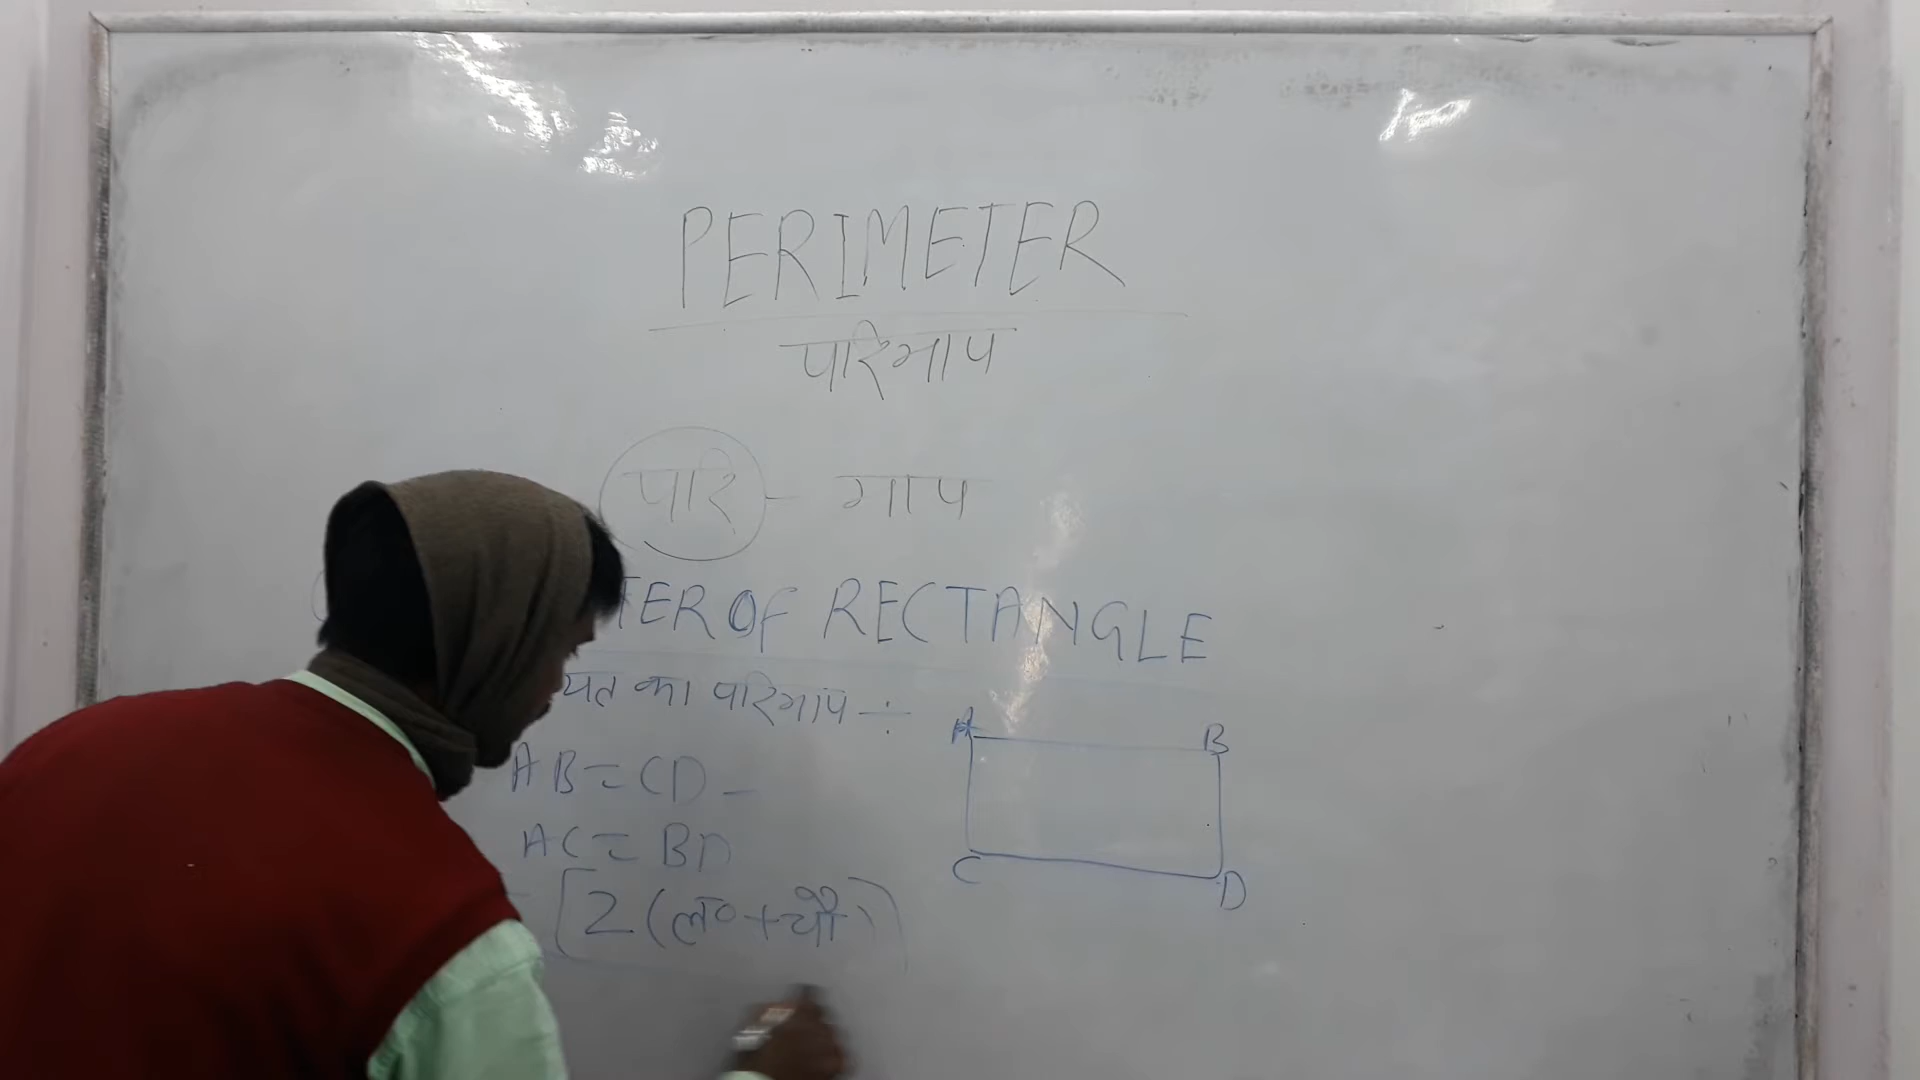 PERIMETER
परिमाप
परि - माप
TER OF RECTANGLE
यत का परिमाप ÷
A B
AB = CD -
AC = BD
C D
[2 (ल० + चौ०)